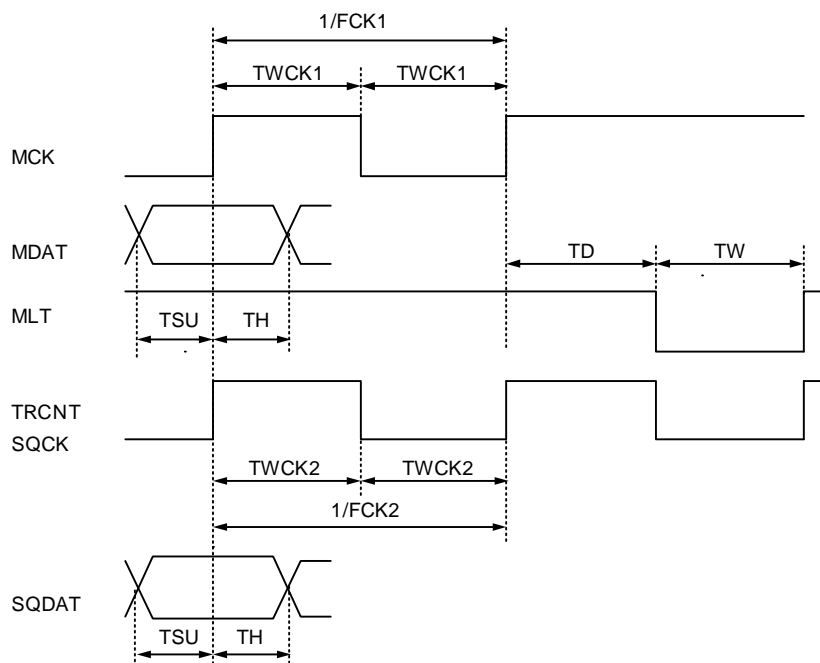 1/FCK1
TWCK1 TWCK1
MCK
MDAT
TD TW
MLT
TSU TH
TRCNT
SQCK
TWCK2 TWCK2
1/FCK2
SQDAT
TSU TH